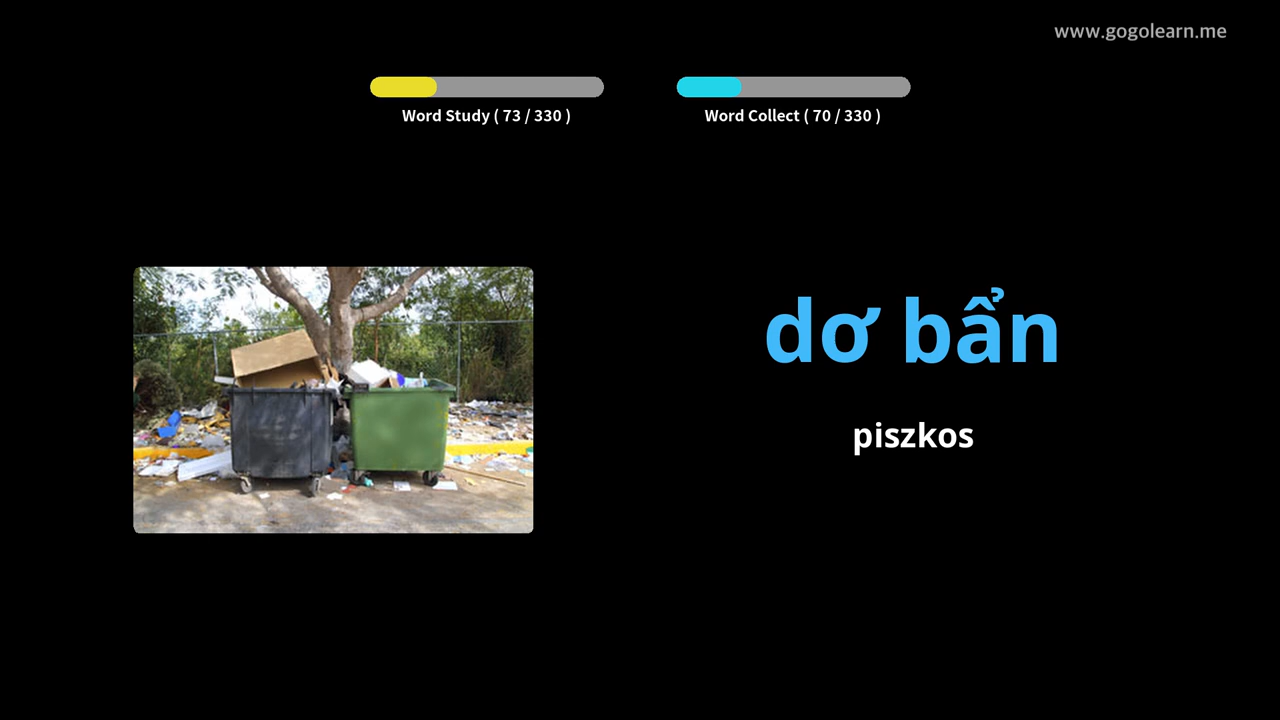 www.gogolearn.me
Word Study ( 73 / 330 )
Word Collect ( 70 / 330 )
dơ bẩn
piszkos